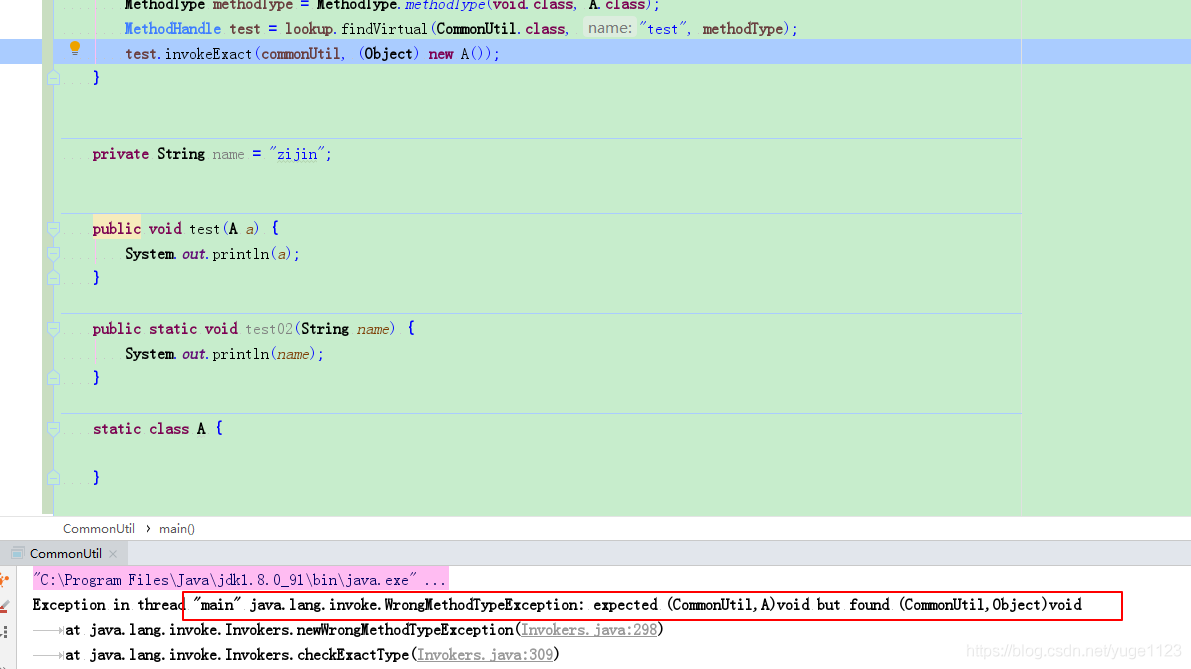 MethodType methodType = MethodType.methodType(void.class, A.class);
MethodHandle test = lookup.findVirtual(CommonUtil.class, name: "test", methodType);
test.invokeExact(commonUtil, (Object) new A());
}
private String name = "zijin";
public void test(A a) {
System.out.println(a);
}
public static void test02(String name) {
System.out.println(name);
}
static class A {
}
CommonUtil › main()
CommonUtil ×
"C:\Program Files\Java\jdk1.8.0_91\bin\java.exe" ...
Exception in thread "main" java.lang.invoke.WrongMethodTypeException: expected (CommonUtil,A)void but found (CommonUtil,Object)void
at java.lang.invoke.Invokers.newWrongMethodTypeException(Invokers.java:298)
at java.lang.invoke.Invokers.checkExactType(Invokers.java:309)
https://blog.csdn.net/yuge1123